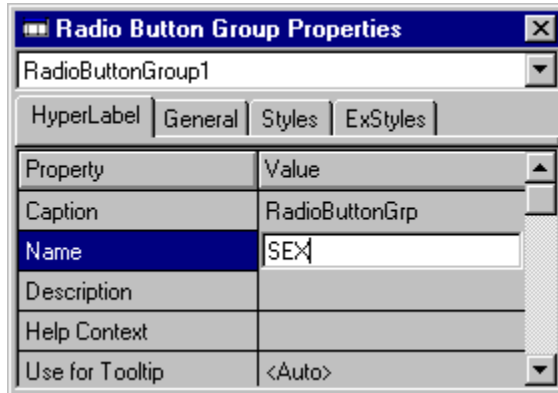 Radio Button Group Properties
RadioButtonGroup1
HyperLabel General Styles ExStyles
Property Value
Caption RadioButtonGrp
Name SEX
Description
Help Context
Use for Tooltip <Auto>